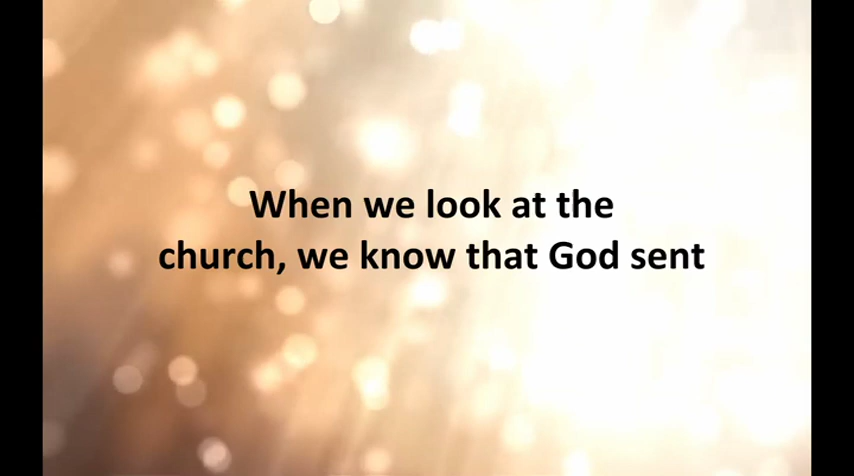 When we look at the
church, we know that God sent